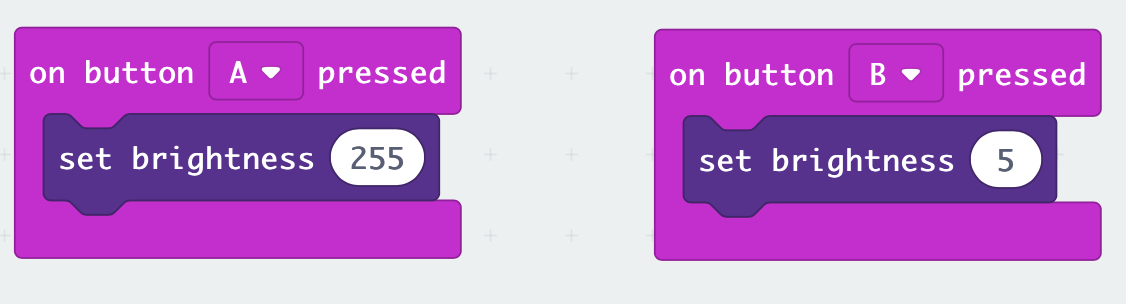 on button A pressed
set brightness 255
on button B pressed
set brightness 5